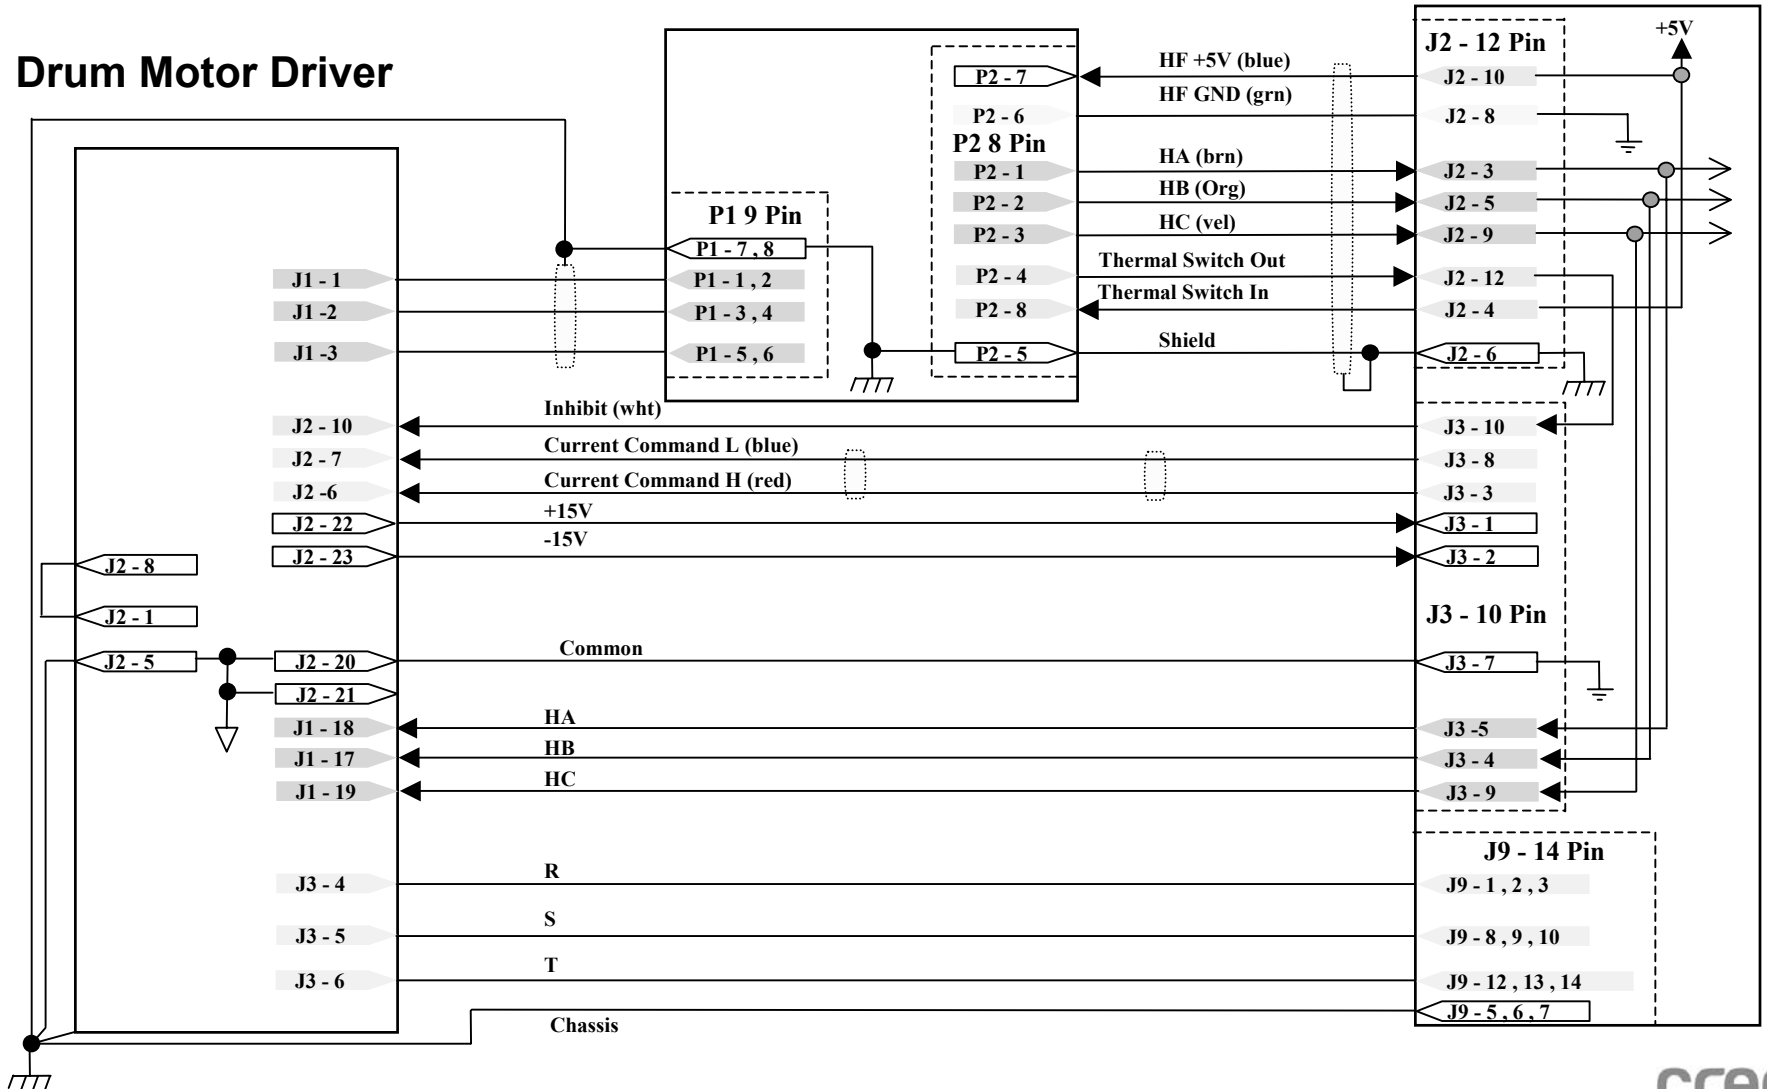 Drum Motor Driver
J2 - 12 Pin
+5V
HF +5V (blue)
P2 - 7
J2 - 10
HF GND (grn)
P2 - 6
J2 - 8
P2 8 Pin
HA (brn)
P2 - 1
J2 - 3
HB (Org)
P2 - 2
J2 - 5
P1 9 Pin
HC (vel)
P2 - 3
J2 - 9
P1 - 7 , 8
Thermal Switch Out
J1 - 1
P1 - 1 , 2
P2 - 4
J2 - 12
Thermal Switch In
J1 -2
P1 - 3 , 4
P2 - 8
J2 - 4
Shield
J1 -3
P1 - 5 , 6
P2 - 5
J2 - 6
Inhibit (wht)
J2 - 10
J3 - 10
Current Command L (blue)
J2 - 7
J3 - 8
Current Command H (red)
J2 -6
J3 - 3
+15V
J2 - 22
J3 - 1
-15V
J2 - 23
J3 - 2
J2 - 8
J2 - 1
J3 - 10 Pin
Common
J2 - 5
J2 - 20
J3 - 7
J2 - 21
HA
J1 - 18
J3 -5
HB
J1 - 17
J3 - 4
HC
J1 - 19
J3 - 9
J9 - 14 Pin
R
J3 - 4
J9 - 1 , 2 , 3
S
J3 - 5
J9 - 8 , 9 , 10
T
J3 - 6
J9 - 12 , 13 , 14
J9 - 5 , 6 , 7
Chassis